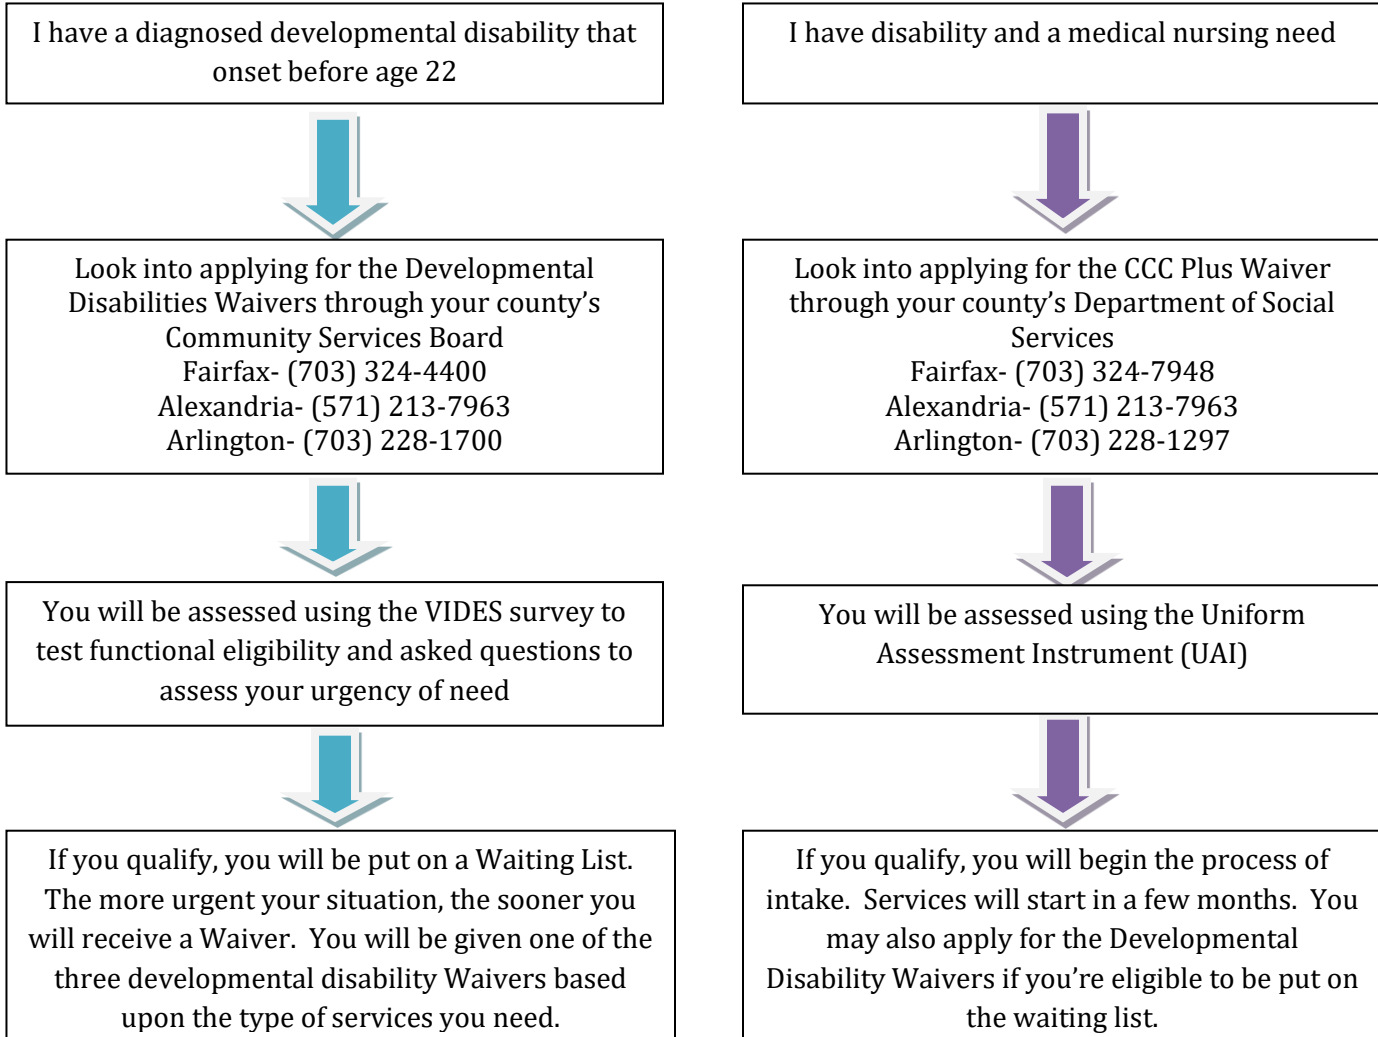 I have a diagnosed developmental disability that
onset before age 22
Look into applying for the Developmental
Disabilities Waivers through your county’s
Community Services Board
Fairfax- (703) 324-4400
Alexandria- (571) 213-7963
Arlington- (703) 228-1700
You will be assessed using the VIDES survey to
test functional eligibility and asked questions to
assess your urgency of need
If you qualify, you will be put on a Waiting List.
The more urgent your situation, the sooner you
will receive a Waiver.  You will be given one of the
three developmental disability Waivers based
upon the type of services you need.
I have disability and a medical nursing need
Look into applying for the CCC Plus Waiver
through your county’s Department of Social
Services
Fairfax- (703) 324-7948
Alexandria- (571) 213-7963
Arlington- (703) 228-1297
You will be assessed using the Uniform
Assessment Instrument (UAI)
If you qualify, you will begin the process of
intake.  Services will start in a few months.  You
may also apply for the Developmental
Disability Waivers if you’re eligible to be put on
the waiting list.